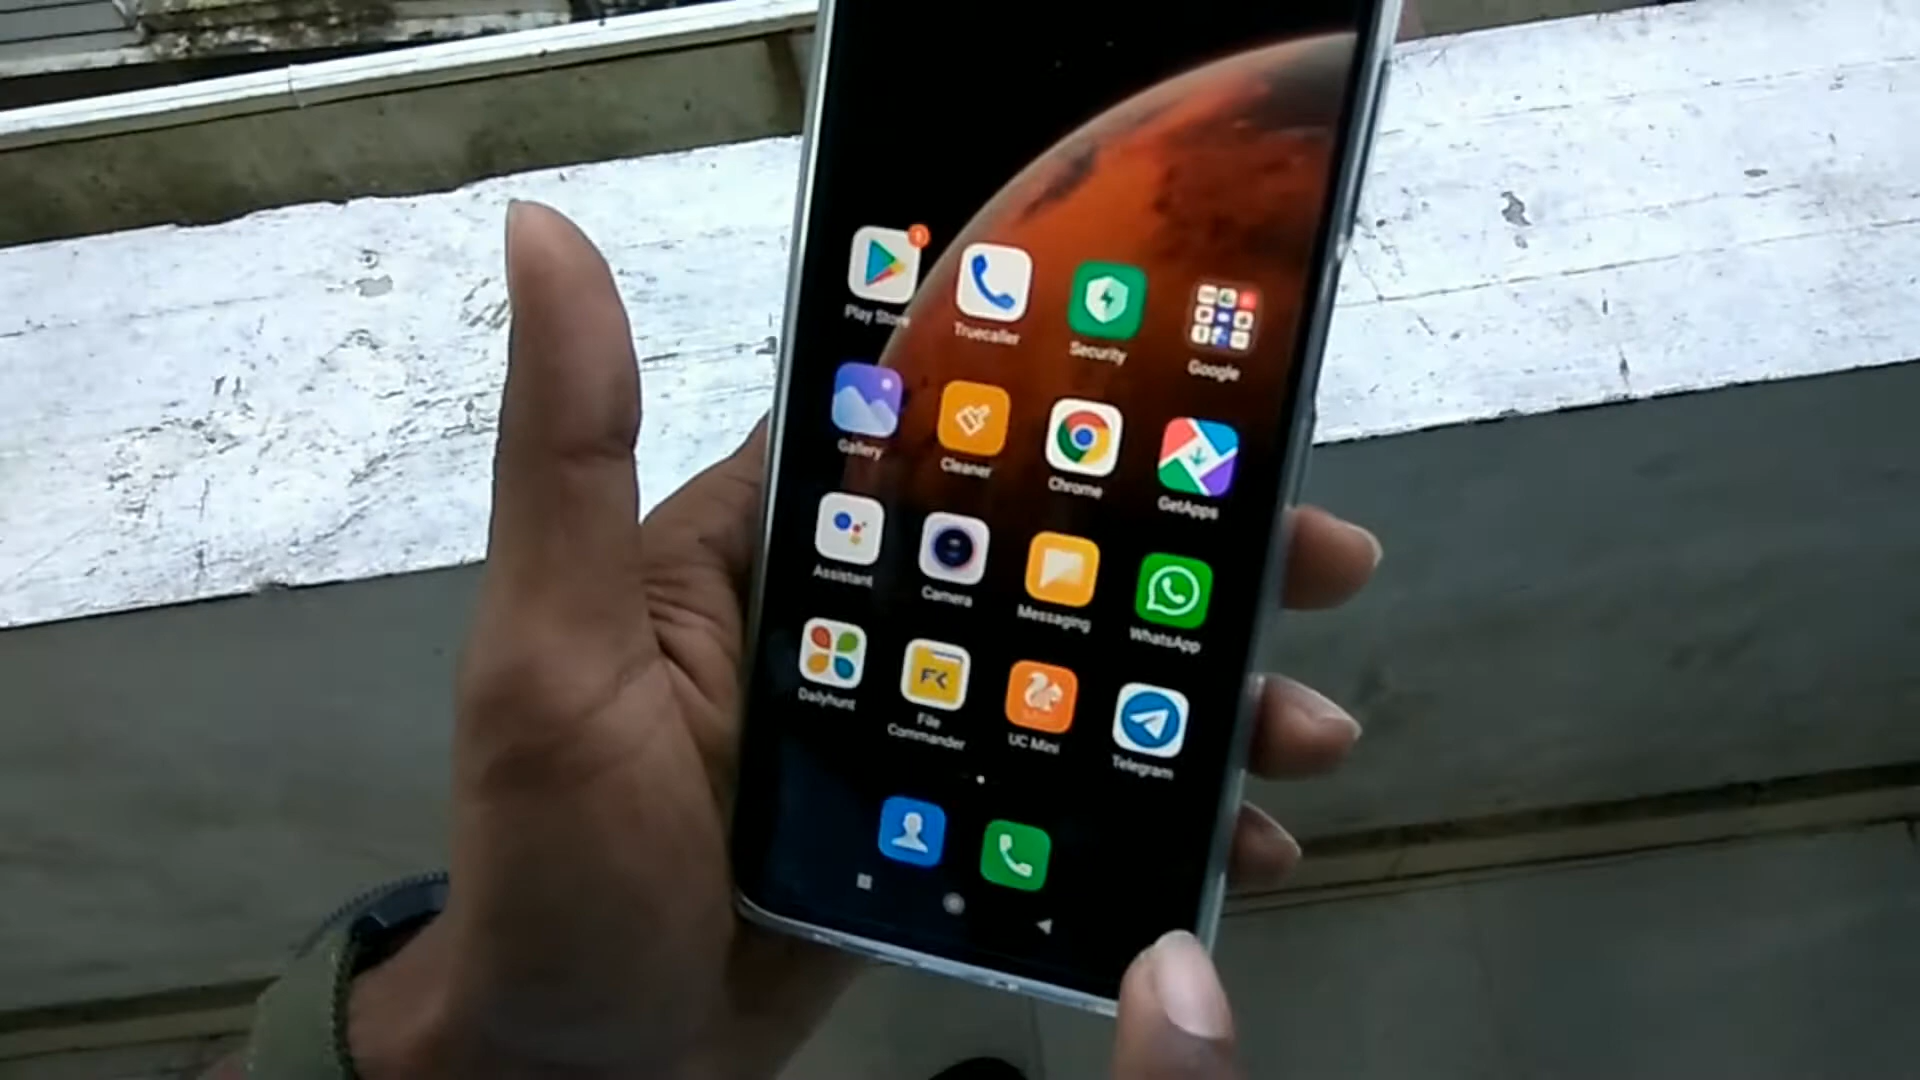 Play Store
Truecaller
Security
Google
Gallery
Cleaner
Chrome
GetApps
Assistant
Camera
Messaging
WhatsApp
Dailyhunt
File
Commander
UC Mini
Telegram